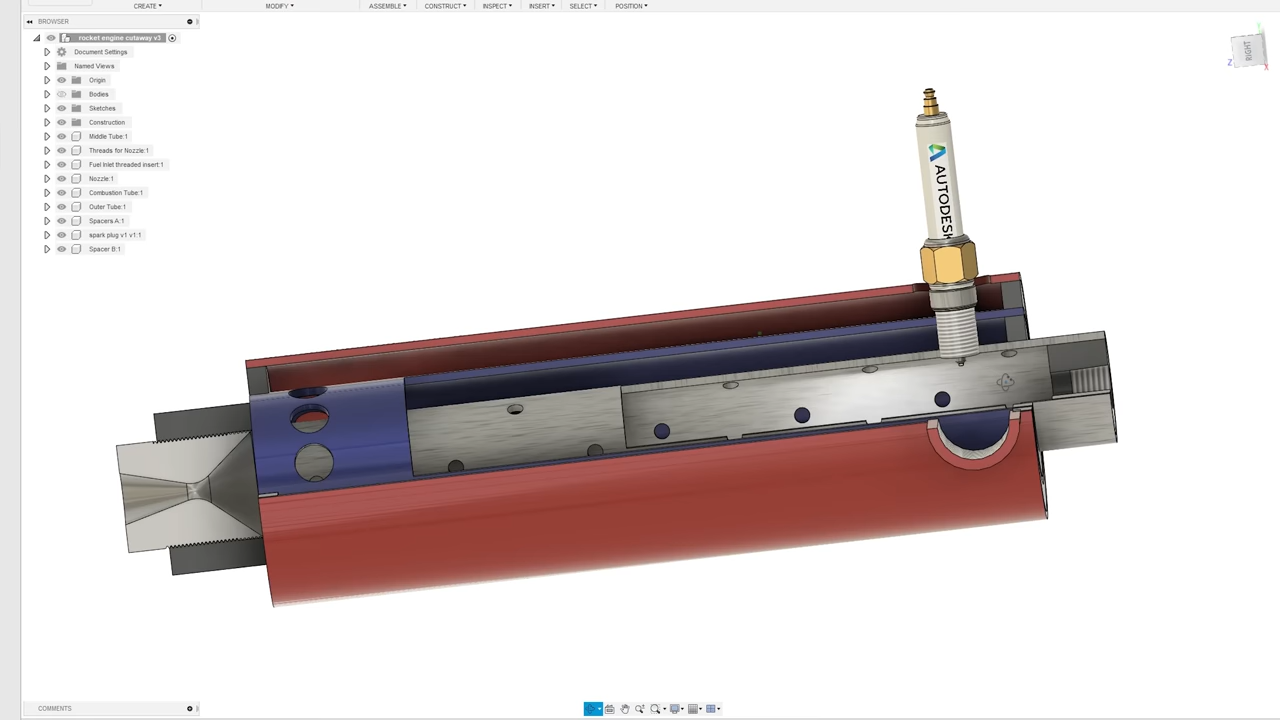 CREATE ▾ MODIFY ▾ ASSEMBLE ▾ CONSTRUCT ▾ INSPECT ▾ INSERT ▾ SELECT ▾ POSITION ▾
BROWSER
rocket engine cutaway v3
Document Settings
Named Views
Origin
Bodies
Sketches
Construction
Middle Tube:1
Threads for Nozzle:1
Fuel Inlet threaded insert:1
Nozzle:1
Combustion Tube:1
Outer Tube:1
Spacers A:1
spark plug v1 v1:1
Spacer B:1
Y
RIGHT
Z
X
AUTODESK
COMMENTS